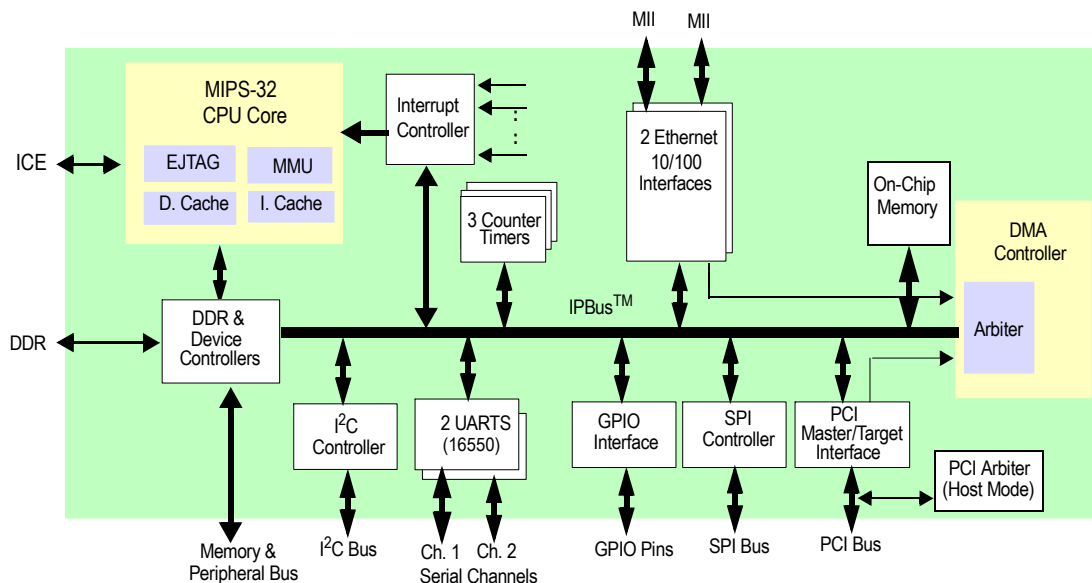 MII
MII
MIPS-32
CPU Core
EJTAG
MMU
D. Cache
I. Cache
ICE
Interrupt
Controller
2 Ethernet
10/100
Interfaces
3 Counter
Timers
On-Chip
Memory
DMA
Controller
Arbiter
IPBus™
DDR
DDR &
Device
Controllers
I²C
Controller
2 UARTS
(16550)
GPIO
Interface
SPI
Controller
PCI
Master/Target
Interface
PCI Arbiter
(Host Mode)
Memory &
Peripheral Bus
I²C Bus
Ch. 1
Ch. 2
Serial Channels
GPIO Pins
SPI Bus
PCI Bus